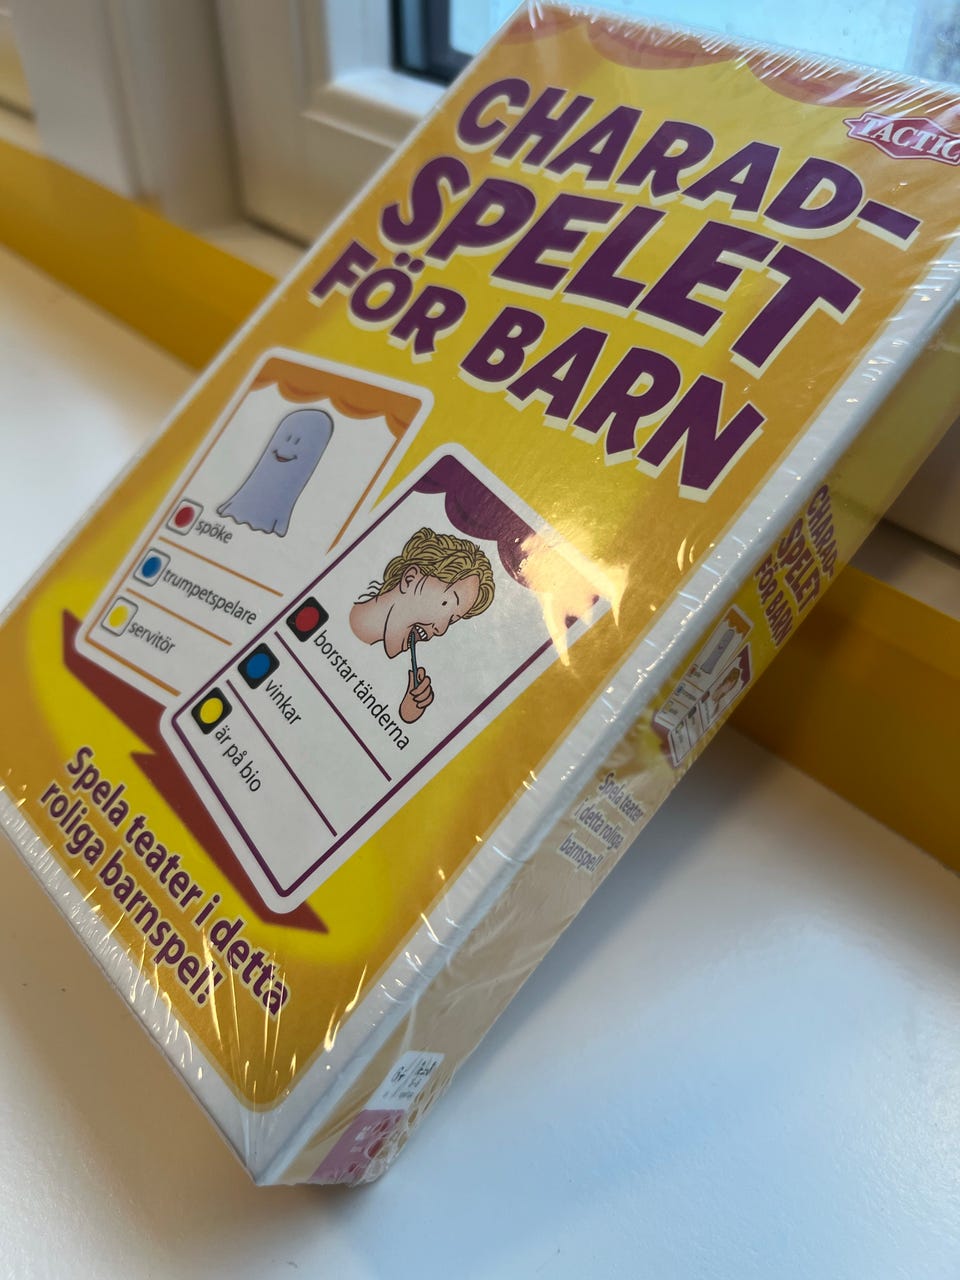 TACTIC
CHARAD-
SPELET
FÖR BARN
spöke
trumpetspelare
servitör
borstar tänderna
vinkar
är på bio
Spela teater i detta
roliga barnspel!
CHARAD-
SPELET
FÖR BARN
Spela teater
i detta roliga
barnspel!